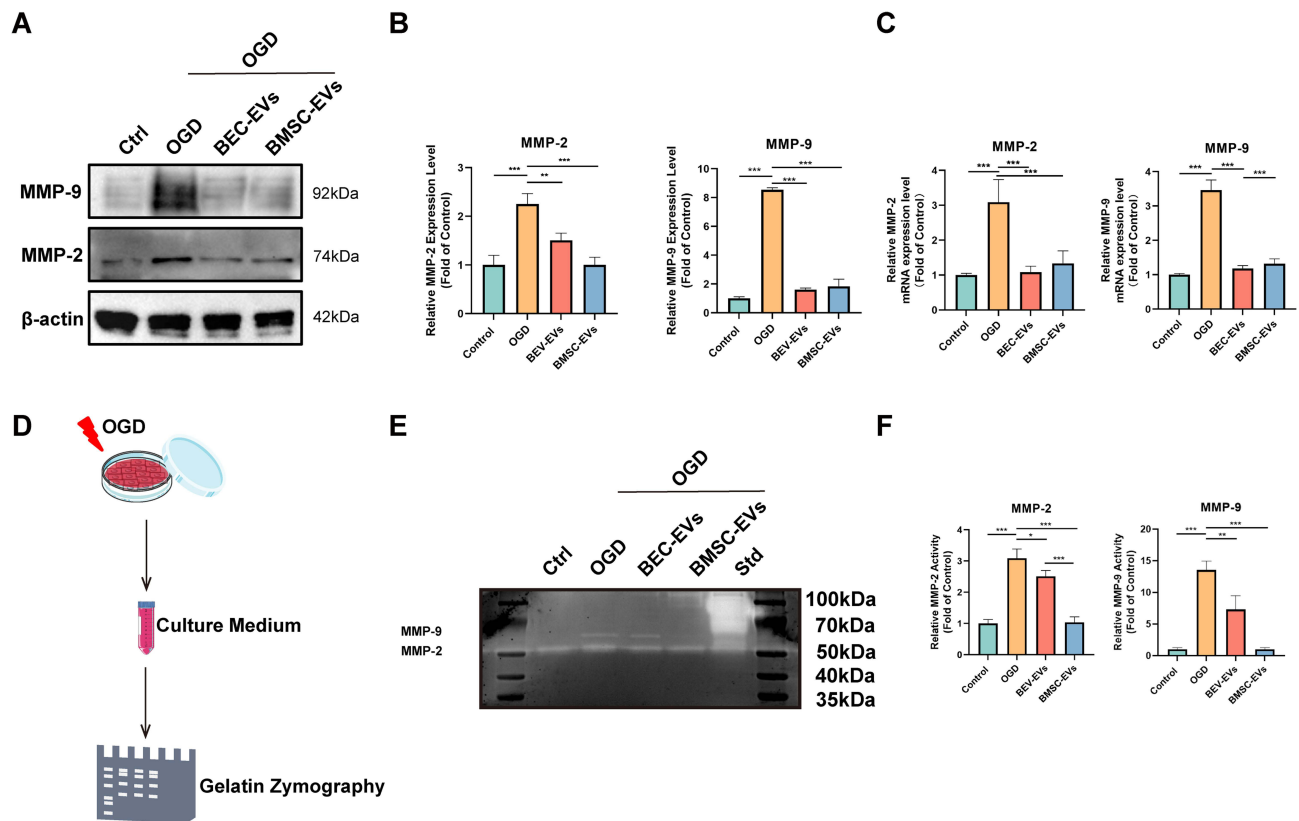 A
OGD
Ctrl
OGD
BEC-EVs
BMSC-EVs
MMP-9
92kDa
MMP-2
74kDa
β-actin
42kDa
B
MMP-2
Relative MMP-2 Expression Level
(Fold of Control)
3
2
1
0
***
***
**
Control
OGD
BEV-EVs
BMSC-EVs
MMP-9
Relative MMP-9 Expression Level
(Fold of Control)
10
8
6
4
2
0
***
***
***
Control
OGD
BEV-EVs
BMSC-EVs
C
MMP-2
Relative MMP-2
mRNA expression level
(Fold of Control)
4
3
2
1
0
***
***
***
Control
OGD
BEC-EVs
BMSC-EVs
MMP-9
Relative MMP-9
mRNA expression level
(Fold of Control)
4
3
2
1
0
***
***
***
Control
OGD
BEC-EVs
BMSC-EVs
D
OGD
Culture Medium
Gelatin Zymography
E
OGD
Ctrl
OGD
BEC-EVs
BMSC-EVs
Std
MMP-9
MMP-2
100kDa
70kDa
50kDa
40kDa
35kDa
F
MMP-2
Relative MMP-2 Activity
(Fold of Control)
4
3
2
1
0
***
***
*
***
Control
OGD
BEV-EVs
BMSC-EVs
MMP-9
Relative MMP-9 Activity
(Fold of Control)
20
15
10
5
0
***
***
**
Control
OGD
BEV-EVs
BMSC-EVs